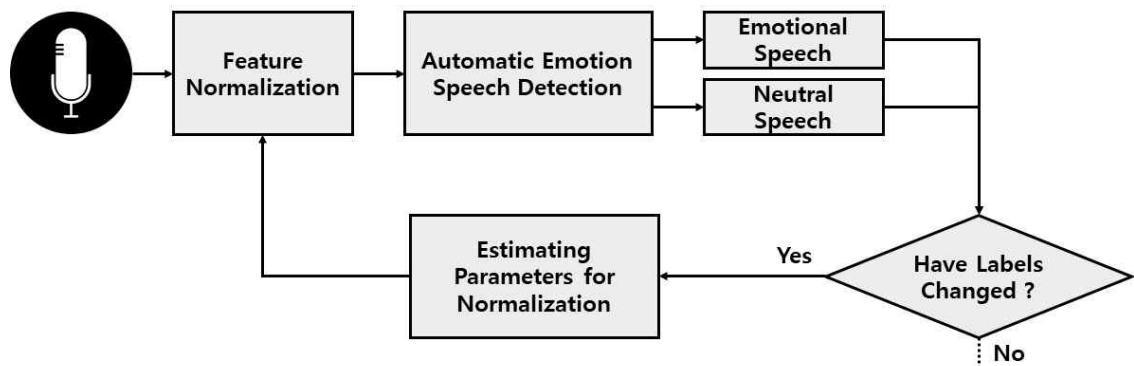 Feature
Normalization
Automatic Emotion
Speech Detection
Emotional
Speech
Neutral
Speech
Have Labels
Changed ?
Yes
Estimating
Parameters for
Normalization
No